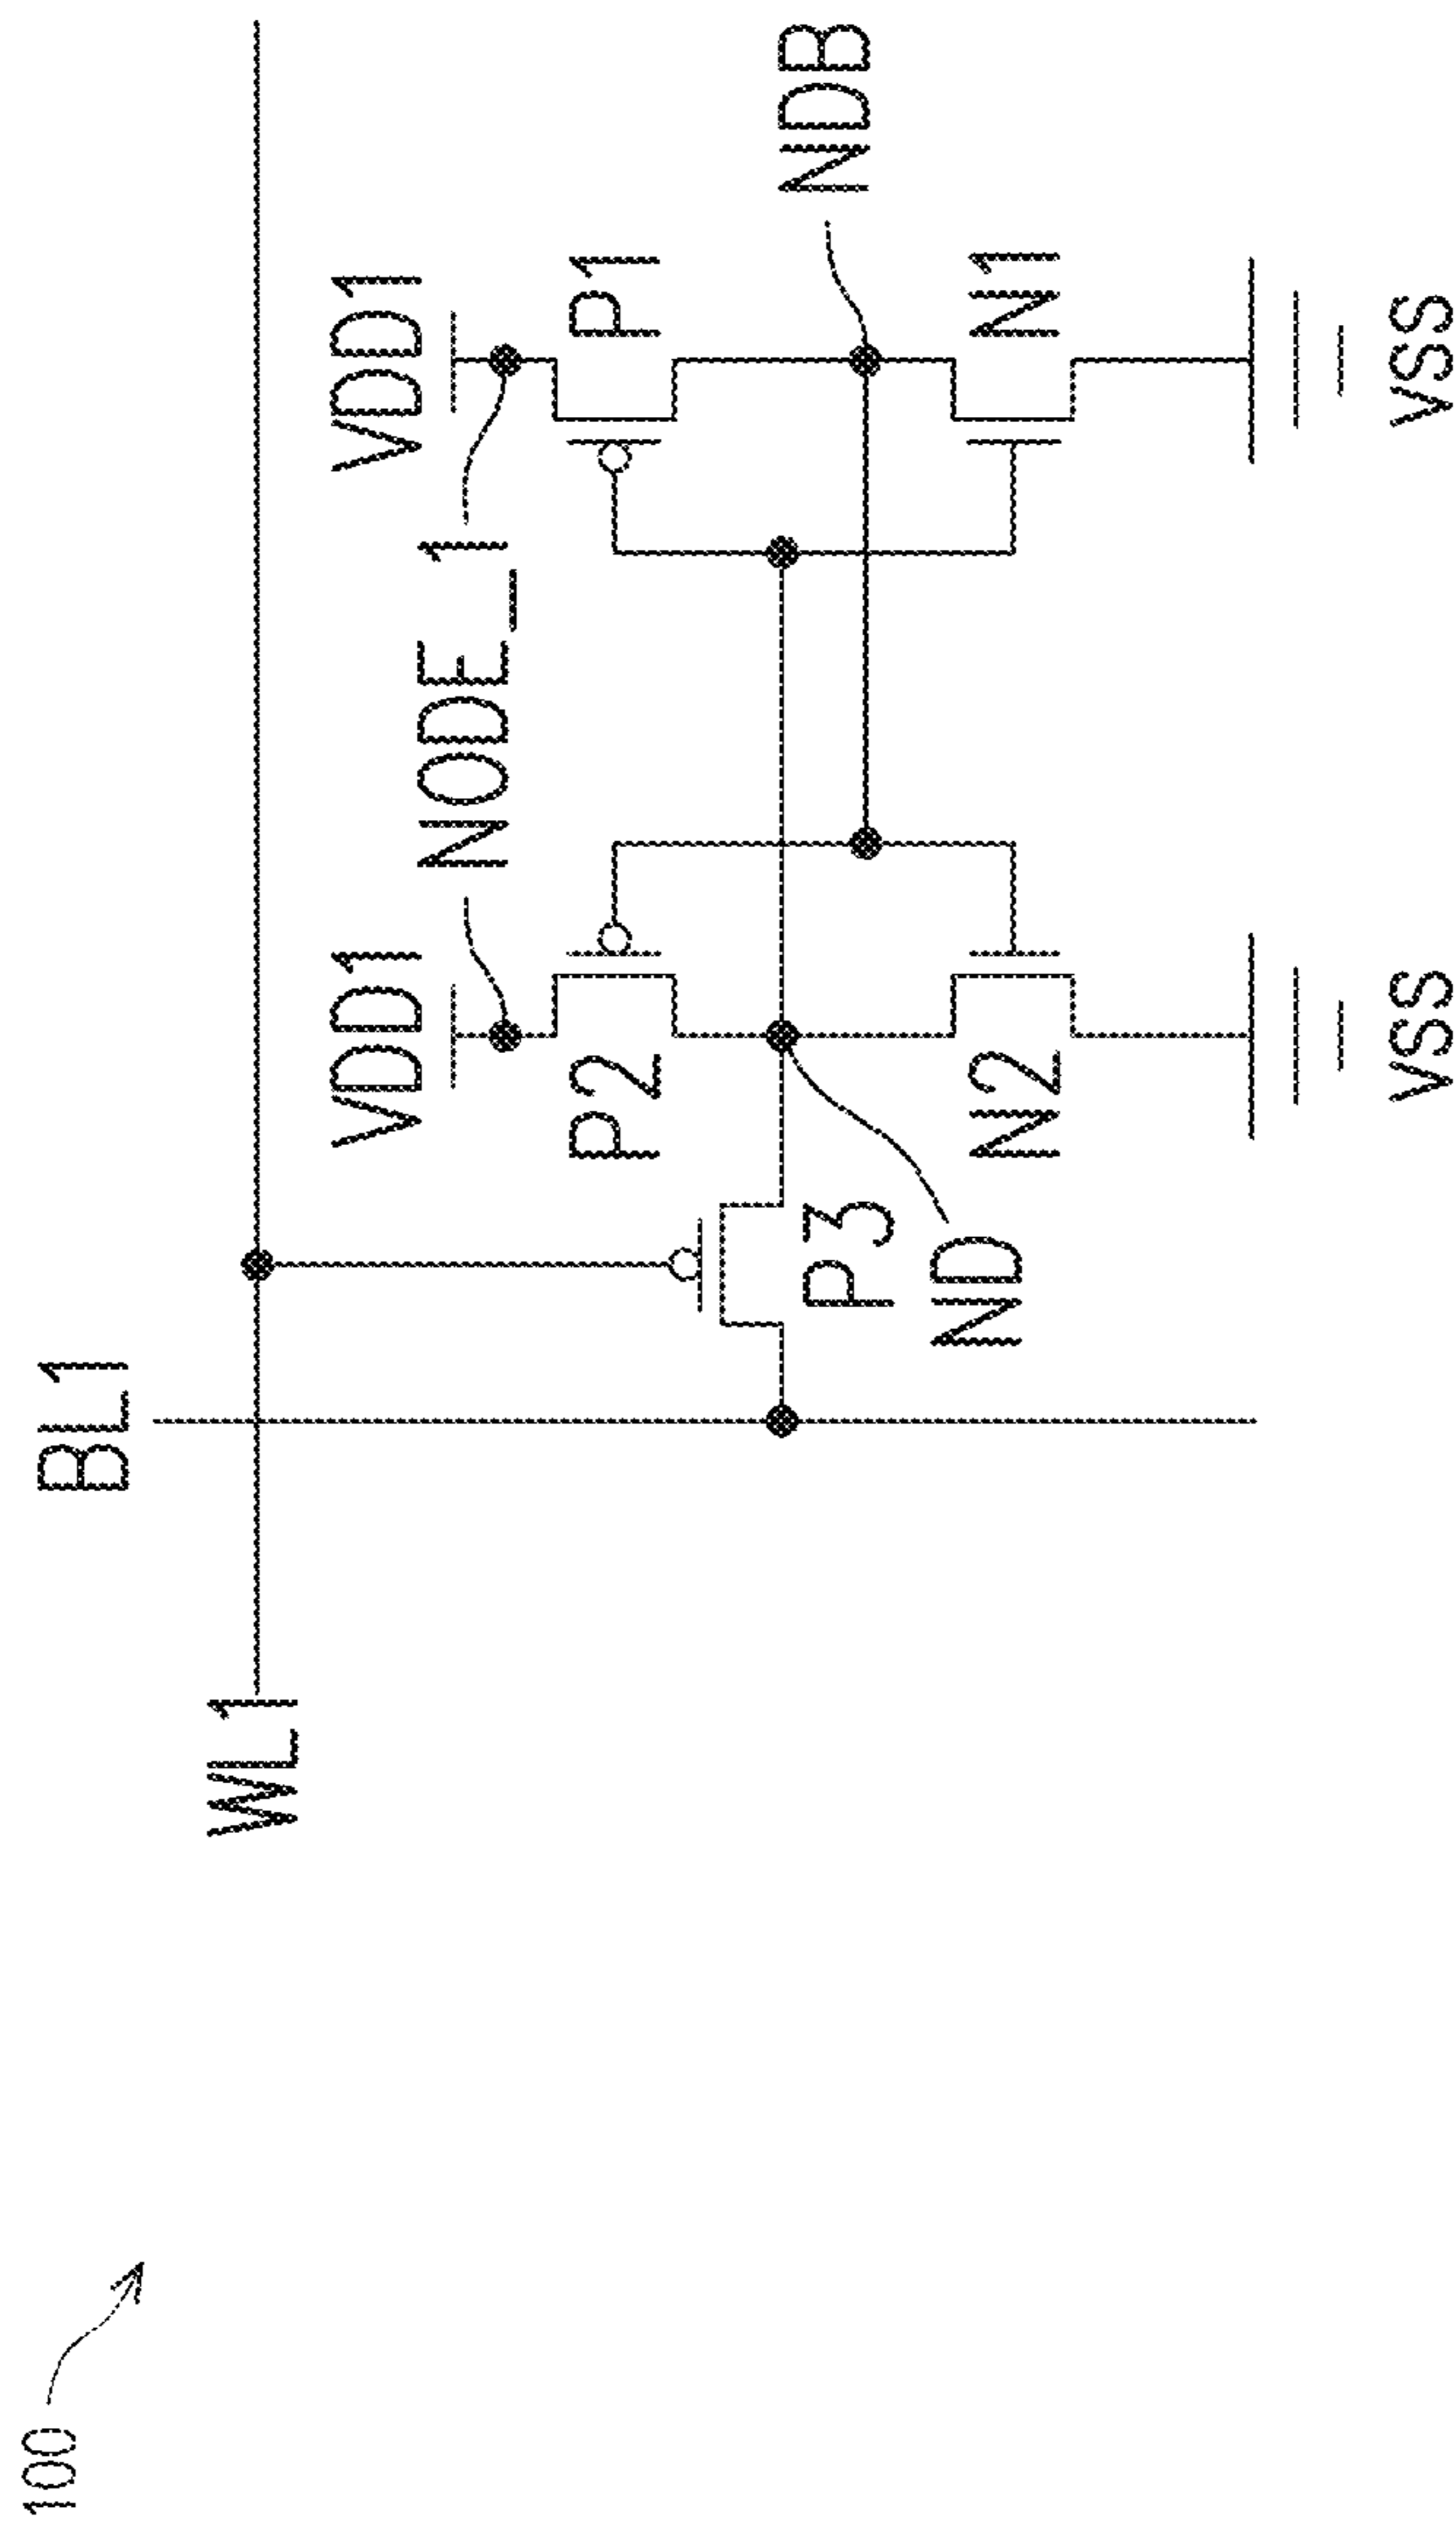 100
BL1
WL1
VDD1
VDD1
NODE_1
P2
P1
P3
NDB
ND
N2
N1
VSS
VSS